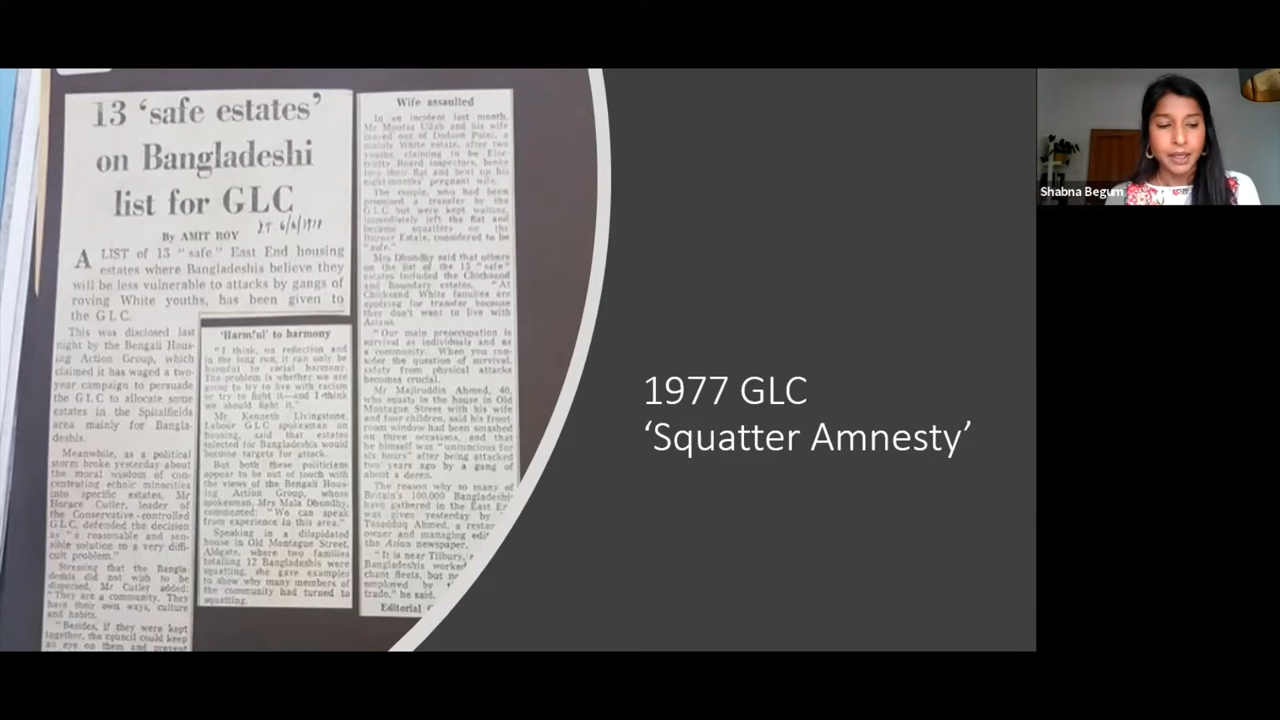 13 ‘safe estates’
on Bangladeshi
list for GLC
By AMIT ROY
A LIST of 13 "safe" East End housing
estates where Bangladeshis believe they
will be less vulnerable to attacks by gangs of
roving White youths, has been given to
the GLC.
This was disclosed last
night by the Bengali Hous-
ing Action Group, which
claimed it has waged a two-
year campaign to persuade
the GLC to allocate some
estates in the Spitalfields
area mainly for Bangla-
deshis.
Meanwhile, as a political
storm broke yesterday about
the moral wisdom of con-
centrating ethnic minorities
into specific estates, Mr
Horace Cutler, leader of
the Conservative-controlled
GLC, defended the decision
as "a reasonable and sen-
sible solution to a very diffi-
cult problem."
Stressing that the Bangla-
deshis did not wish to be
dispersed, Mr Cutler added:
"They are a community. They
have their own ways, culture
and habits.
"Besides, if they were kept
together, the council could keep
an eye on them and prevent
‘Harmful’ to harmony
"I think, on reflection and
in the long run, it can only be
harmful to racial harmony.
The problem is whether we are
going to try to live with racism
or try to fight it—and I think
we should fight it."
Mr Kenneth Livingstone,
Labour GLC spokesman on
housing, said that estates
selected for Bangladeshis would
become targets for attack.
But both these politicians
appear to be out of touch with
the views of the Bengali Hous-
ing Action Group, whose
spokesman, Mrs Mala Dhondhy,
commented: "We can speak
from experience in this area."
Speaking in a dilapidated
house in Old Montague Street,
Aldgate, where two families
totalling 12 Bangladeshis were
squatting, she gave examples
to show why many members of
the community had turned to
squatting.
Wife assaulted
In an incident last month,
Mr Mumtaz Ullah and his wife
moved out of Dodson Point, a
mainly White estate, after two
youths, claiming to be Elec-
tricity Board inspectors, broke
into their flat and beat up his
eight-months' pregnant wife.
The couple, who had been
promised a transfer by the
GLC but were kept waiting,
immediately left the flat and
became squatters on the
Estate, considered to be
"safe."
Mrs Dhondhy said that others
on the list of the 13 "safe"
estates included the Chicksand
and Boundary estates. "At
Chicksand, White families are
applying for transfer because
they don't want to live with
Asians.
"Our main preoccupation is
survival as individuals and as
a community. When you con-
sider the question of survival,
safety from physical attacks
becomes crucial.
Mr Majiruddin Ahmed, 40,
who squats in the house in Old
Montague Street with his wife
and four children, said his front-
room window had been smashed
on three occasions, and that
he himself was "unconcious for
six hours" after being attacked
two years ago by a gang of
about a dozen.
The reason why so many of
Britain's 100,000 Bangladeshis
have gathered in the East
was given yesterday by
Tasadduq Ahmed, a
owner and managing
the Asian newspaper.
"It is near Tilbury,
Bangladeshis worked
chant fleets, but
employed by
trade," he said.
Editorial
1977 GLC
‘Squatter Amnesty’
Shabna Begum